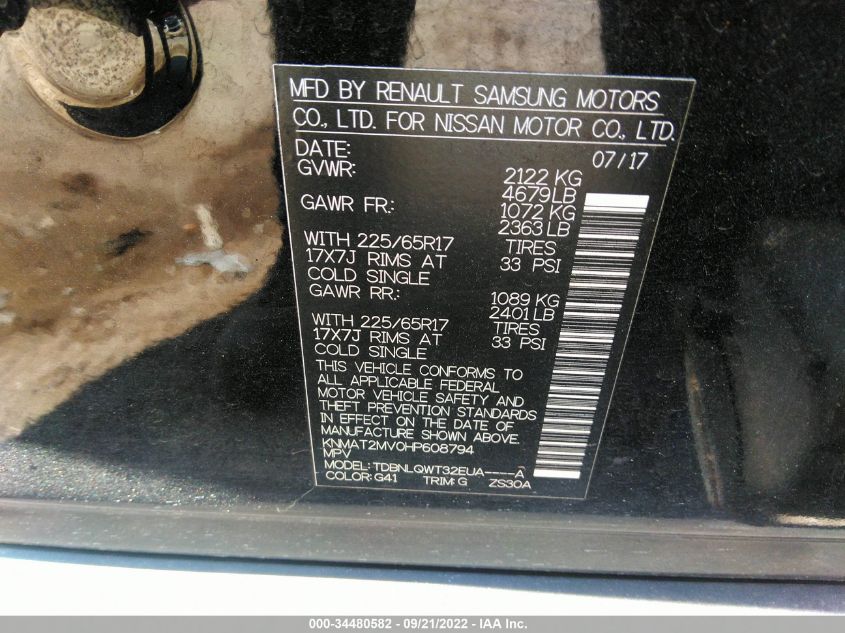 MFD BY RENAULT SAMSUNG MOTORS
CO., LTD. FOR NISSAN MOTOR CO., LTD.
DATE: 07/17
GVWR: 2122 KG
4679LB
GAWR FR.: 1072 KG
2363 LB
WITH 225/65R17 TIRES
17X7J RIMS AT 33 PSI
COLD SINGLE
GAWR RR.: 1089 KG
2401 LB
WITH 225/65R17 TIRES
17X7J RIMS AT 33 PSI
COLD SINGLE
THIS VEHICLE CONFORMS TO
ALL APPLICABLE FEDERAL
MOTOR VEHICLE SAFETY AND
THEFT PREVENTION STANDARDS
IN EFFECT ON THE DATE OF
MANUFACTURE SHOWN ABOVE.
KNMAT2MV0HP608794
MPV
MODEL: TDBNLQWT32EUA----A
COLOR: G41 TRIM: G ZS30A
000-34480582 - 09/21/2022 - IAA Inc.